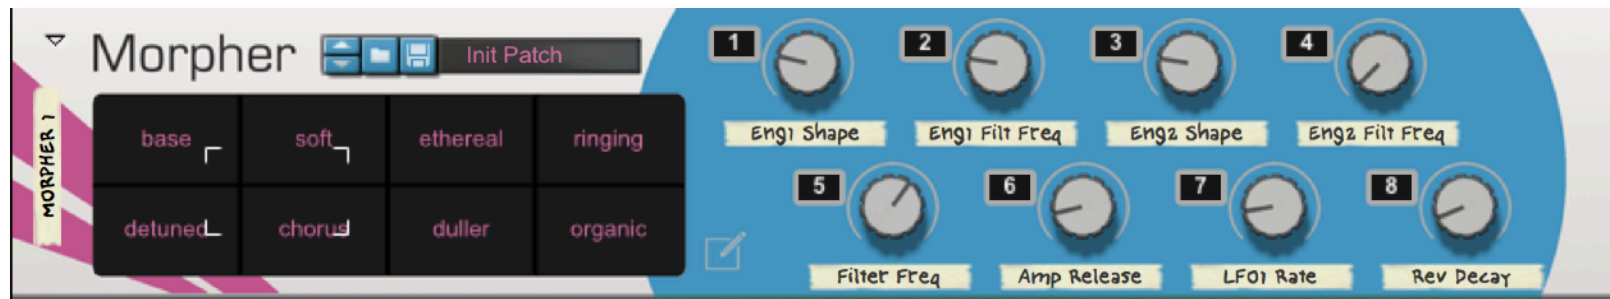 Morpher
Init Patch
MORPHER 1
base soft ethereal ringing
detuned chorus duller organic
1 2 3 4
Eng1 Shape Eng1 Filt Freq Eng2 Shape Eng2 Filt Freq
5 6 7 8
Filter Freq Amp Release LFO1 Rate Rev Decay